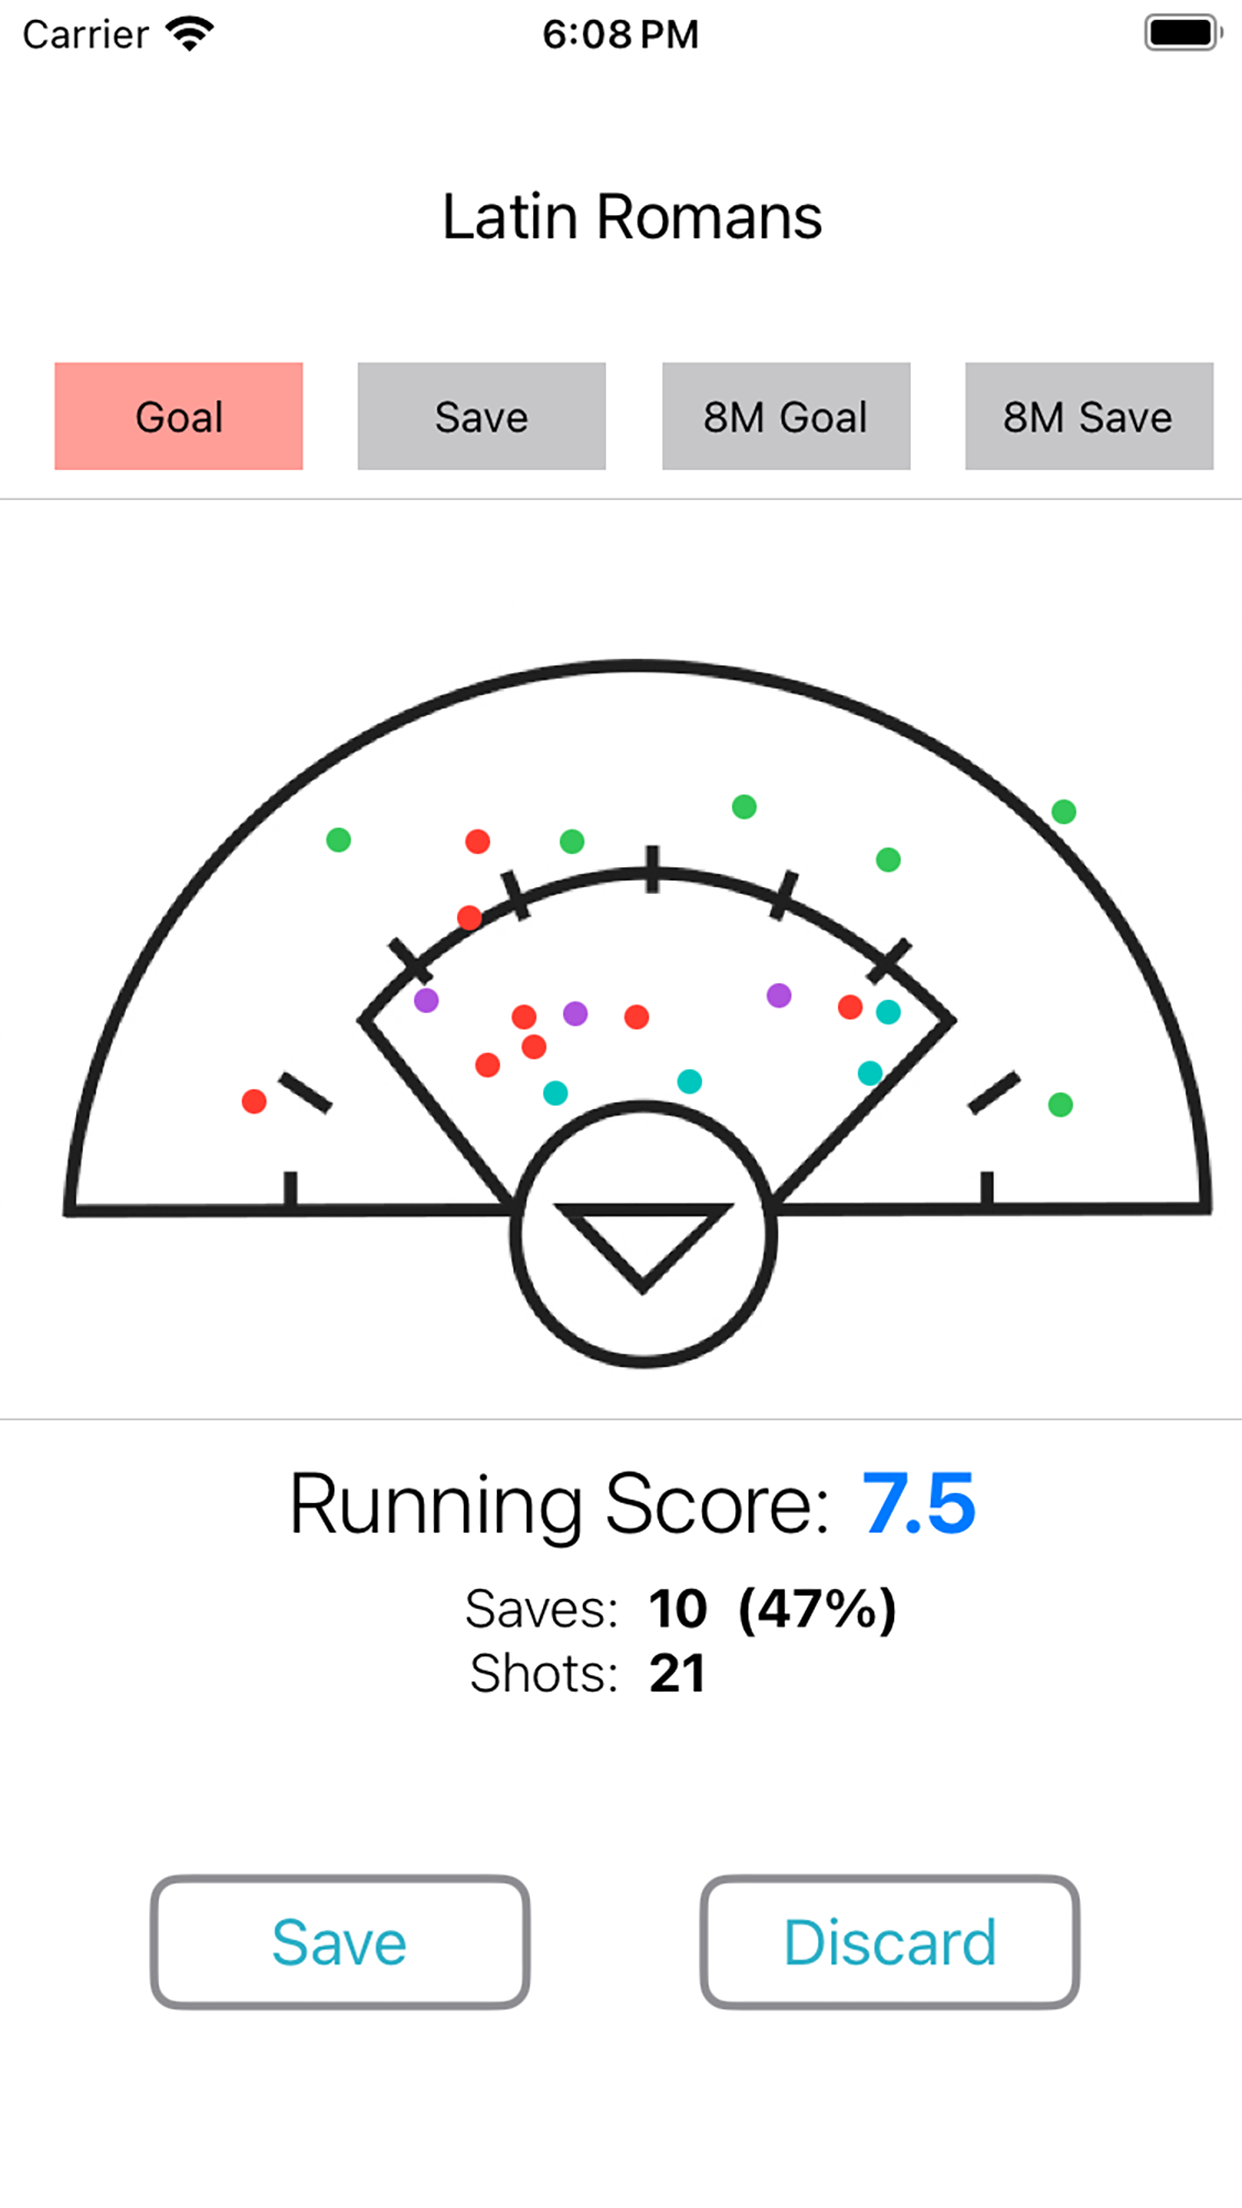 Carrier 6:08 PM
Latin Romans
Goal Save 8M Goal 8M Save
Running Score: 7.5
Saves: 10 (47%)
Shots: 21
Save Discard